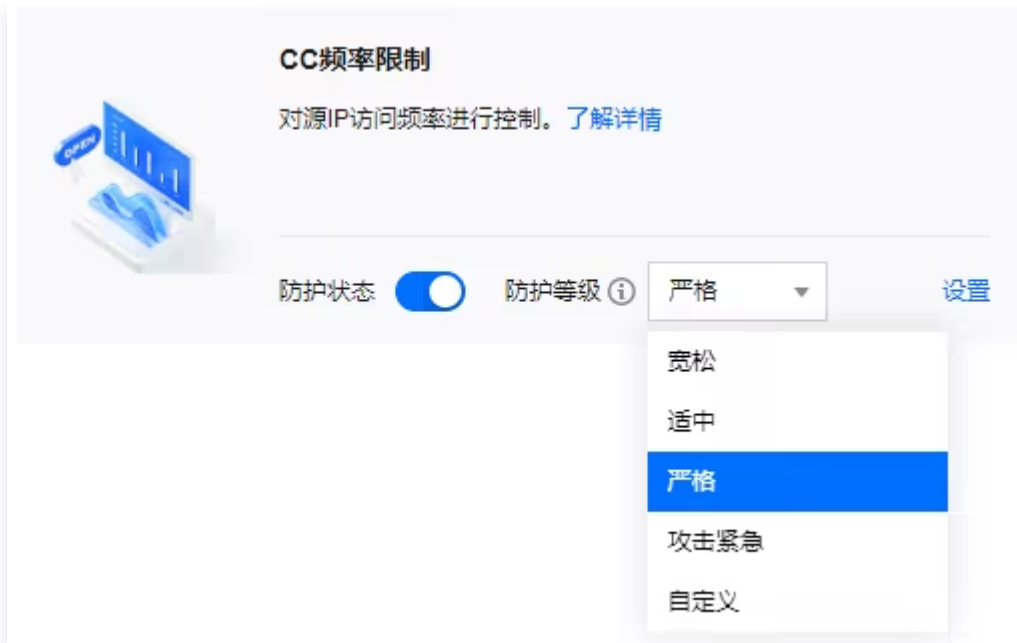 CC频率限制
对源IP访问频率进行控制。了解详情
OPEN
防护状态 防护等级 严格 设置
宽松
适中
严格
攻击紧急
自定义